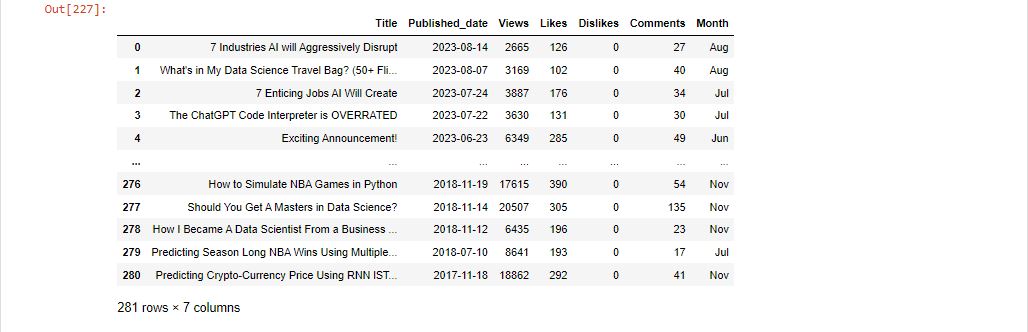 Out[227]:
Title Published_date Views Likes Dislikes Comments Month
0 7 Industries AI will Aggressively Disrupt 2023-08-14 2665 126 0 27 Aug
1 What's in My Data Science Travel Bag? (50+ Fli... 2023-08-07 3169 102 0 40 Aug
2 7 Enticing Jobs AI Will Create 2023-07-24 3887 176 0 34 Jul
3 The ChatGPT Code Interpreter is OVERRATED 2023-07-22 3630 131 0 30 Jul
4 Exciting Announcement! 2023-06-23 6349 285 0 49 Jun
... ... ... ... ... ... ... ...
276 How to Simulate NBA Games in Python 2018-11-19 17615 390 0 54 Nov
277 Should You Get A Masters in Data Science? 2018-11-14 20507 305 0 135 Nov
278 How I Became A Data Scientist From a Business ... 2018-11-12 6435 196 0 23 Nov
279 Predicting Season Long NBA Wins Using Multiple... 2018-07-10 8641 193 0 17 Jul
280 Predicting Crypto-Currency Price Using RNN IST... 2017-11-18 18862 292 0 41 Nov
281 rows × 7 columns